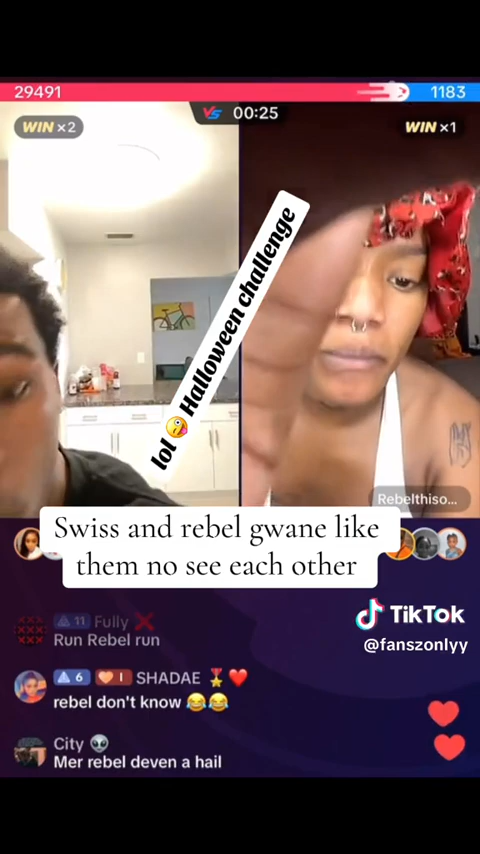 29491
1183
VS 00:25
WIN ×2
WIN ×1
lol 😜 Halloween challenge
Rebelthiso...
Swiss and rebel gwane like
them no see each other
11 Fully ❌
Run Rebel run
TikTok
@fanszonlyy
6 1 SHADAE 🎖️❤️
rebel don't know 😂😂
City 👽
Mer rebel deven a hail